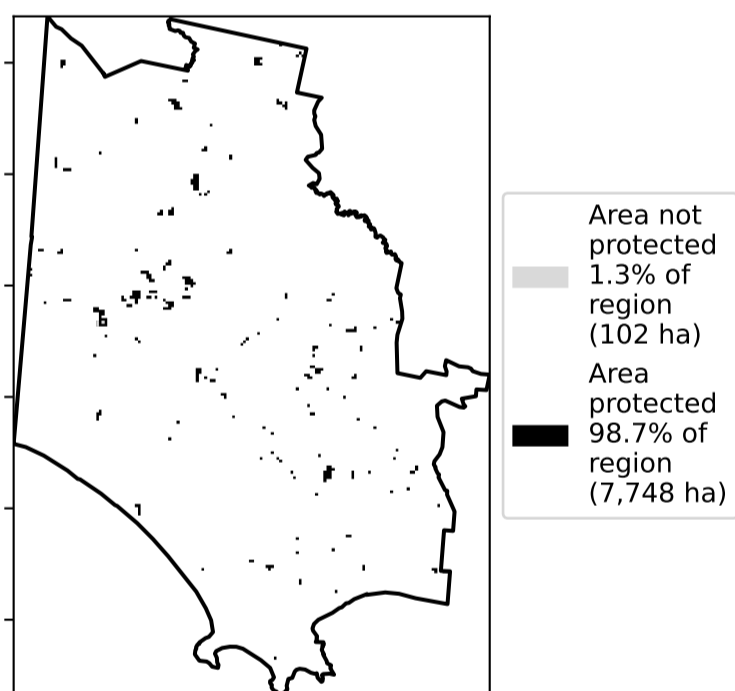 Area not
protected
1.3% of
region
(102 ha)
Area
protected
98.7% of
region
(7,748 ha)